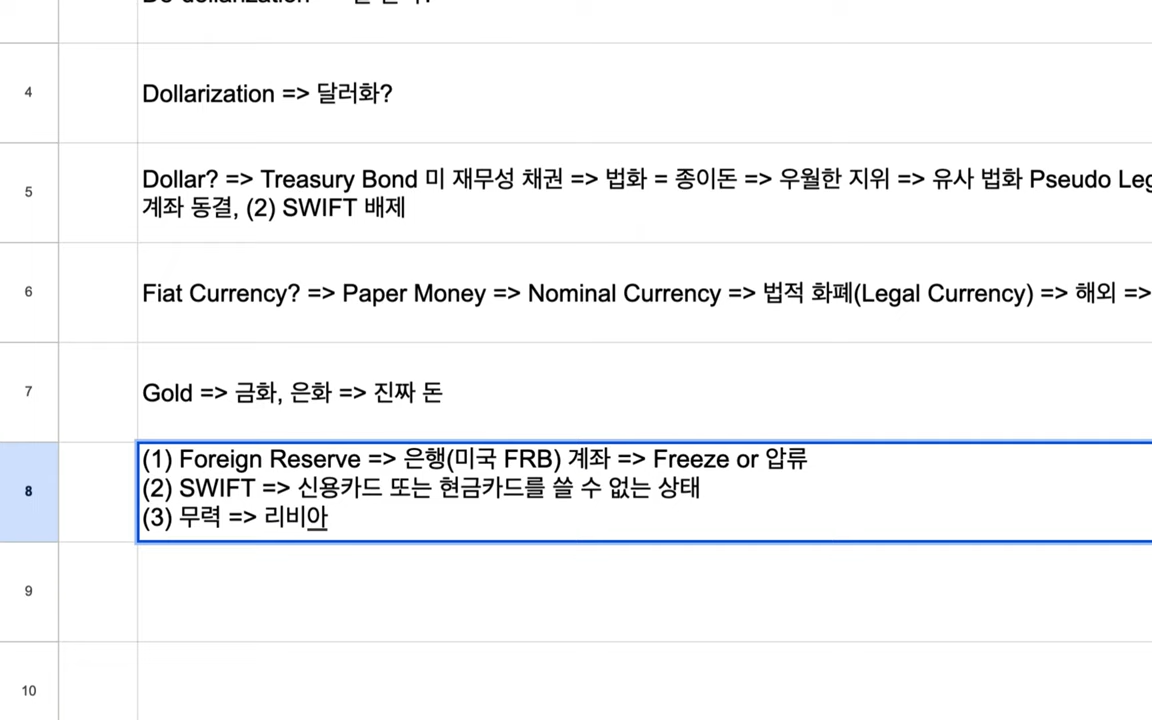 4
Dollarization => 달러화?
5
Dollar? => Treasury Bond 미 재무성 채권 => 법화 = 종이돈 => 우월한 지위 => 유사 법화 Pseudo Leg
계좌 동결, (2) SWIFT 배제
6
Fiat Currency? => Paper Money => Nominal Currency => 법적 화폐(Legal Currency) => 해외 =>
7
Gold => 금화, 은화 => 진짜 돈
8
(1) Foreign Reserve => 은행(미국 FRB) 계좌 => Freeze or 압류
(2) SWIFT => 신용카드 또는 현금카드를 쓸 수 없는 상태
(3) 무력 => 리비아
9
10